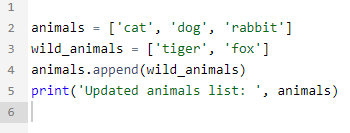 1
2 animals = ['cat', 'dog', 'rabbit']
3 wild_animals = ['tiger', 'fox']
4 animals.append(wild_animals)
5 print('Updated animals list: ', animals)
6